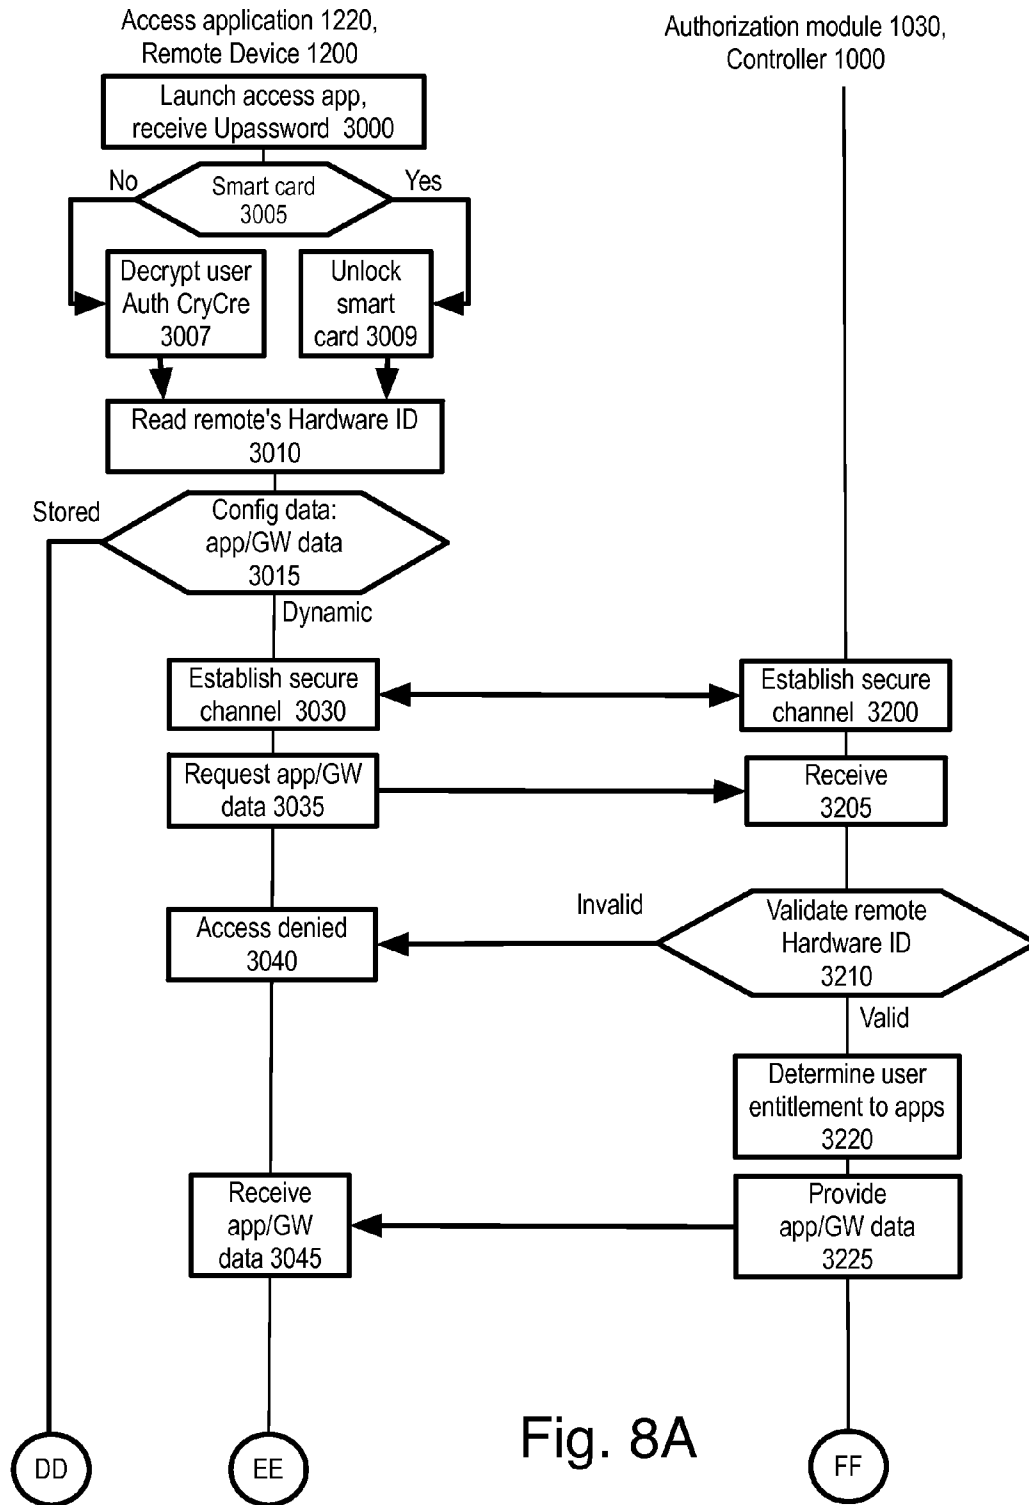 Access application 1220,
Remote Device 1200
Authorization module 1030,
Controller 1000
Launch access app,
receive Upassword 3000
No
Smart card
3005
Yes
Decrypt user
Auth CryCre
3007
Unlock
smart
card 3009
Read remote's Hardware ID
3010
Stored
Config data:
app/GW data
3015
Dynamic
Establish secure
channel 3030
Establish secure
channel 3200
Request app/GW
data 3035
Receive
3205
Access denied
3040
Invalid
Validate remote
Hardware ID
3210
Valid
Determine user
entitlement to apps
3220
Receive
app/GW
data 3045
Provide
app/GW data
3225
Fig. 8A
DD
EE
FF